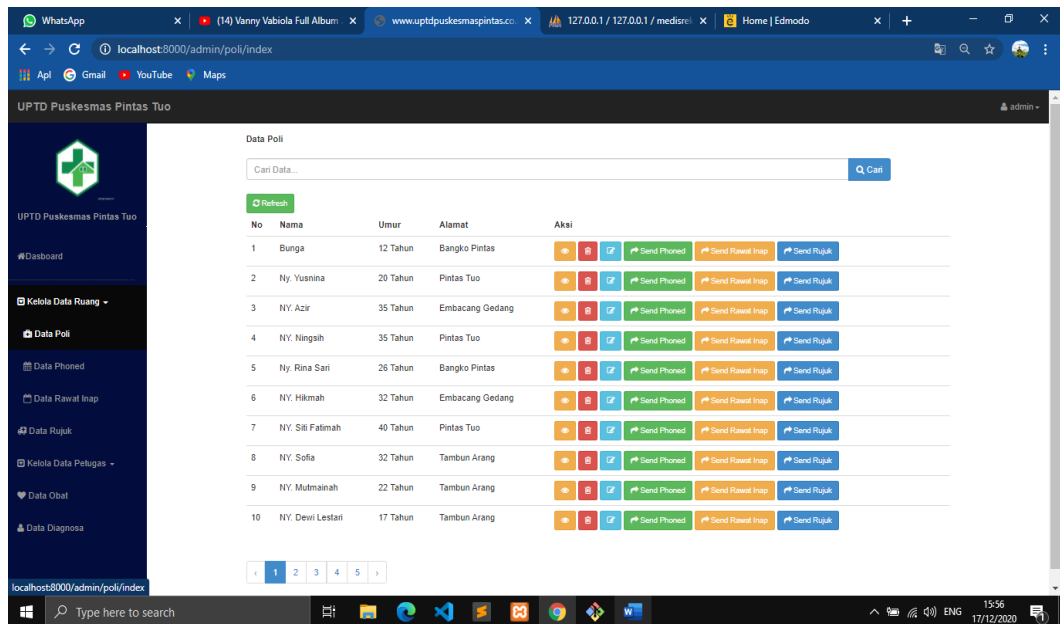 WhatsApp (14) Vanny Vabiola Full Album www.uptdpuskesmaspintas.co. 127.0.0.1 / 127.0.0.1 / medisrek Home | Edmodo
localhost:8000/admin/poli/index
Apl Gmail YouTube Maps
UPTD Puskesmas Pintas Tuo admin
UPTD Puskesmas Pintas Tuo
Dasboard
Kelola Data Ruang
Data Poli
Data Phoned
Data Rawat Inap
Data Rujuk
Kelola Data Petugas
Data Obat
Data Diagnosa
Data Poli
Cari Data... Cari
Refresh
No Nama Umur Alamat Aksi
1 Bunga 12 Tahun Bangko Pintas Send Phoned Send Rawat Inap Send Rujuk
2 Ny. Yusnina 20 Tahun Pintas Tuo Send Phoned Send Rawat Inap Send Rujuk
3 NY. Azir 35 Tahun Embacang Gedang Send Phoned Send Rawat Inap Send Rujuk
4 NY. Ningsih 35 Tahun Pintas Tuo Send Phoned Send Rawat Inap Send Rujuk
5 Ny. Rina Sari 26 Tahun Bangko Pintas Send Phoned Send Rawat Inap Send Rujuk
6 NY. Hikmah 32 Tahun Embacang Gedang Send Phoned Send Rawat Inap Send Rujuk
7 NY. Siti Fatimah 40 Tahun Pintas Tuo Send Phoned Send Rawat Inap Send Rujuk
8 NY. Sofia 32 Tahun Tambun Arang Send Phoned Send Rawat Inap Send Rujuk
9 NY. Mutmainah 22 Tahun Tambun Arang Send Phoned Send Rawat Inap Send Rujuk
10 NY. Dewi Lestari 17 Tahun Tambun Arang Send Phoned Send Rawat Inap Send Rujuk
‹ 1 2 3 4 5 ›
localhost:8000/admin/poli/index
Type here to search ENG 15:56
17/12/2020